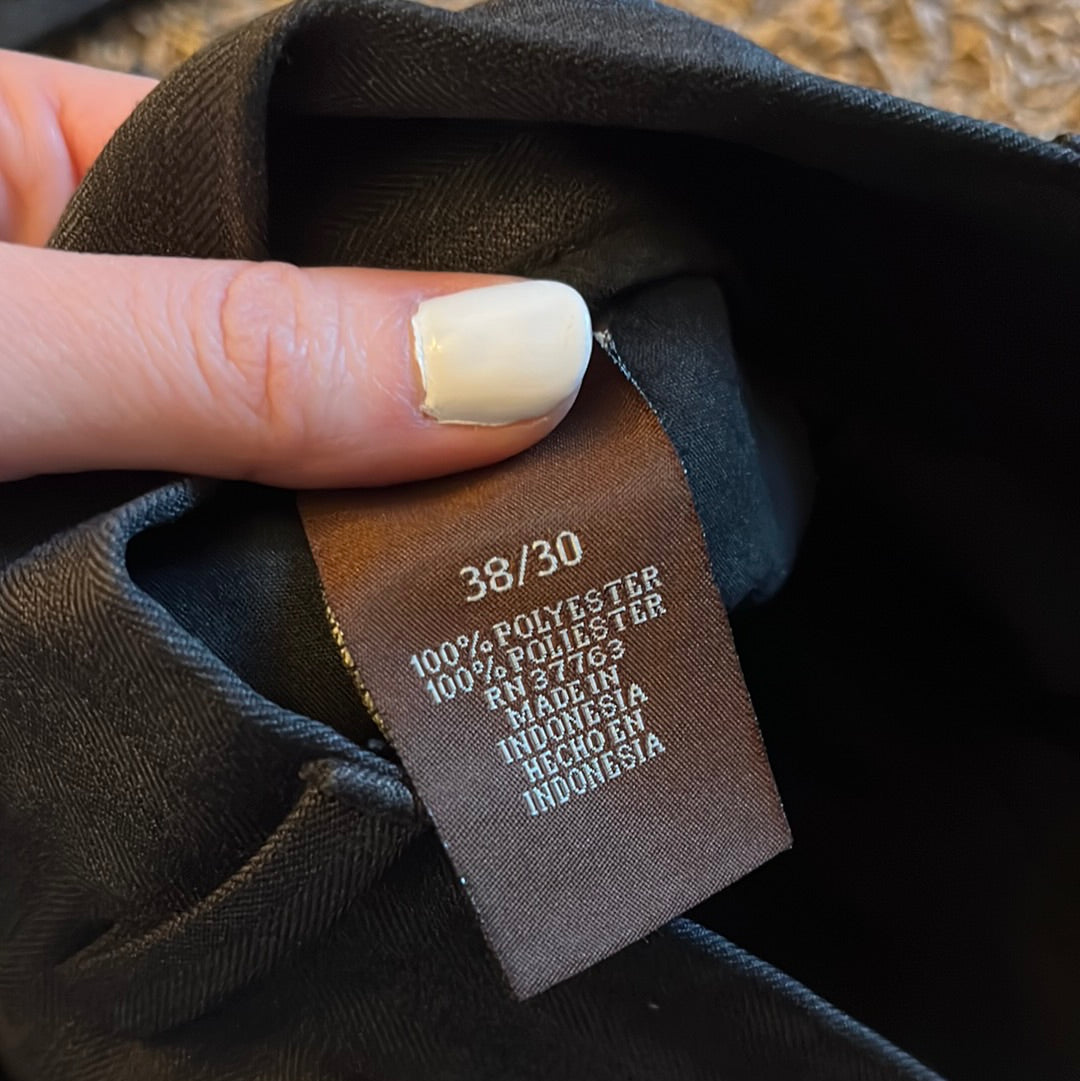 38/30
100% POLYESTER
100% POLIESTER
RN 37763
MADE IN
INDONESIA
HECHO EN
INDONESIA